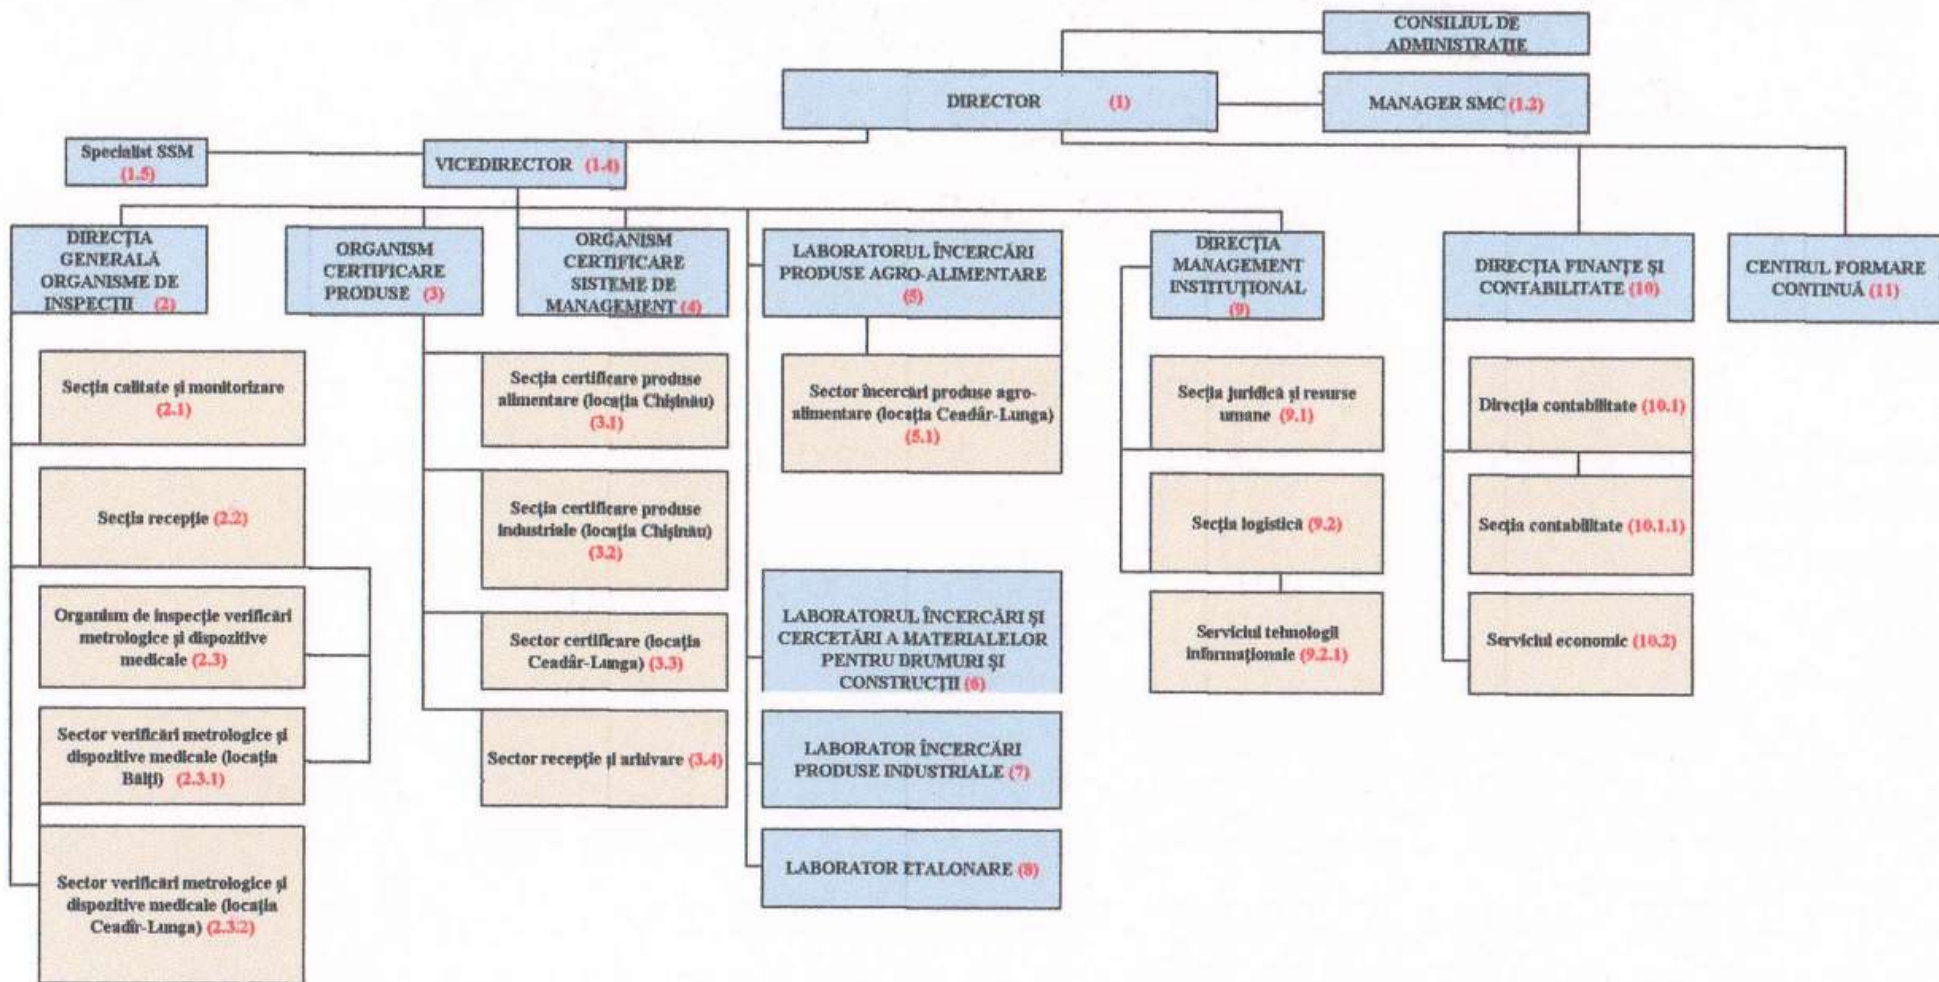 CONSILIUL DE
ADMINISTRAȚIE
DIRECTOR (1)
MANAGER SMC (1.2)
Specialist SSM
(1.5)
VICEDIRECTOR (1.4)
DIRECȚIA
GENERALĂ
ORGANISME DE
INSPECȚII (2)
ORGANISM
CERTIFICARE
PRODUSE (3)
ORGANISM
CERTIFICARE
SISTEME DE
MANAGEMENT (4)
LABORATORUL ÎNCERCĂRI
PRODUSE AGRO-ALIMENTARE
(5)
DIRECȚIA
MANAGEMENT
INSTITUȚIONAL
(9)
DIRECȚIA FINANȚE ȘI
CONTABILITATE (10)
CENTRUL FORMARE
CONTINUĂ (11)
Secția calitate și monitorizare
(2.1)
Secția recepție (2.2)
Organism de inspecție verificări
metrologice și dispozitive
medicale (2.3)
Sector verificări metrologice și
dispozitive medicale (locația
Bălți) (2.3.1)
Sector verificări metrologice și
dispozitive medicale (locația
Ceadîr-Lunga) (2.3.2)
Secția certificare produse
alimentare (locația Chișinău)
(3.1)
Secția certificare produse
industriale (locația Chișinău)
(3.2)
Sector certificare (locația
Ceadâr-Lunga) (3.3)
Sector recepție și arhivare (3.4)
Sector încercări produse agro-
alimentare (locația Ceadâr-Lunga)
(5.1)
LABORATORUL ÎNCERCĂRI ȘI
CERCETĂRI A MATERIALELOR
PENTRU DRUMURI ȘI
CONSTRUCȚII (6)
LABORATOR ÎNCERCĂRI
PRODUSE INDUSTRIALE (7)
LABORATOR ETALONARE (8)
Secția juridică și resurse
umane (9.1)
Secția logistică (9.2)
Serviciul tehnologii
informaționale (9.2.1)
Direcția contabilitate (10.1)
Secția contabilitate (10.1.1)
Serviciul economic (10.2)